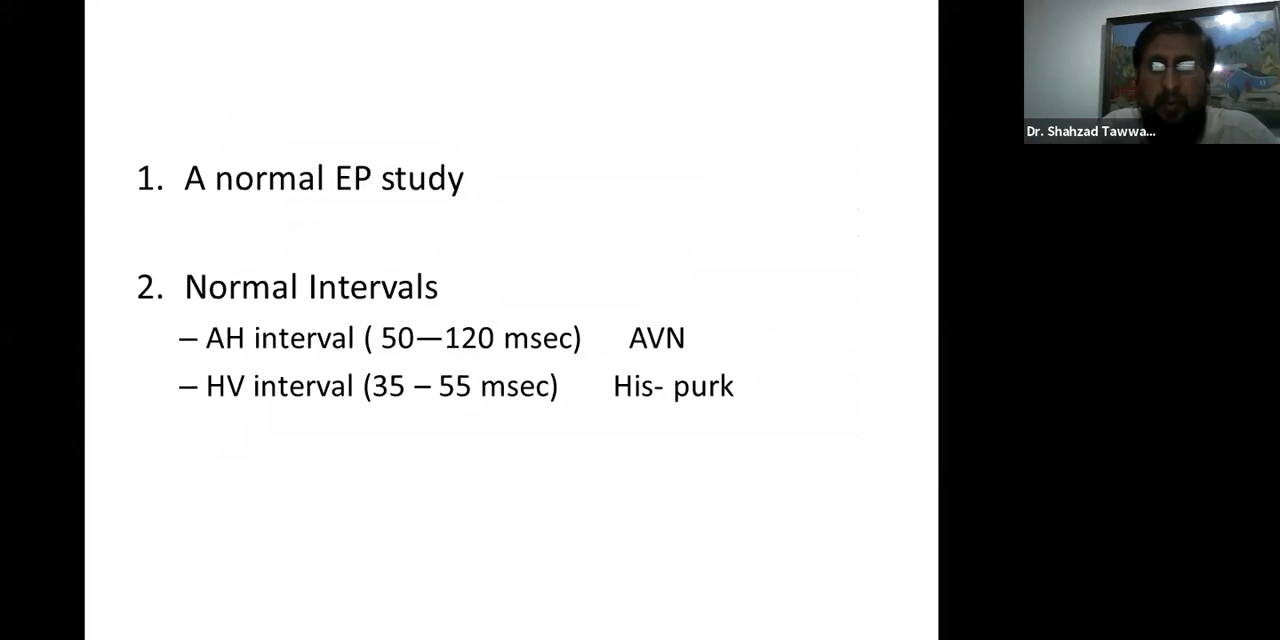 1. A normal EP study
2. Normal Intervals
– AH interval ( 50—120 msec) AVN
– HV interval (35 – 55 msec) His- purk
Dr. Shahzad Tawwa...